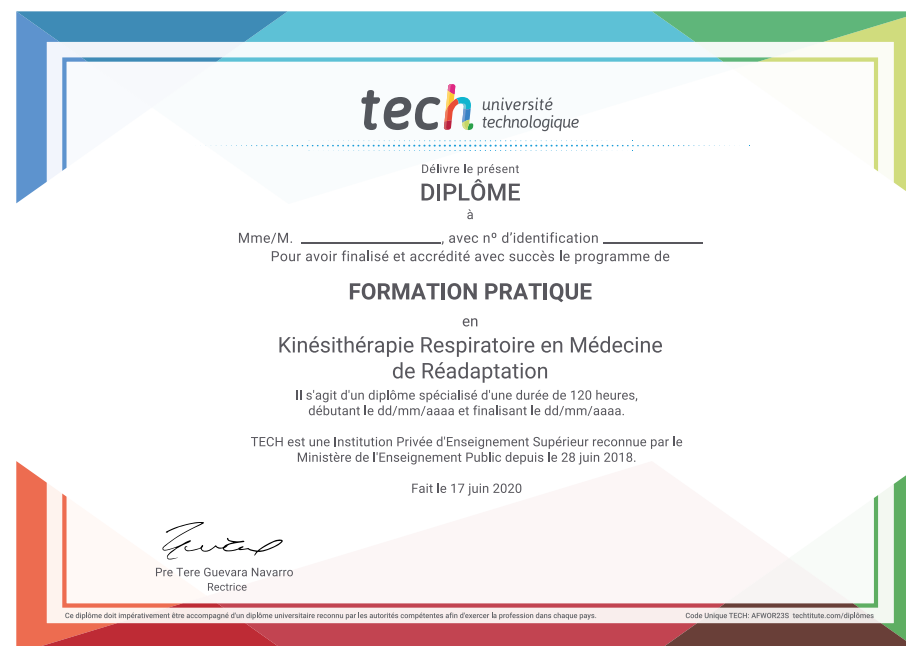 tech université
technologique
Délivre le présent
DIPLÔME
à
Mme/M. ____________________, avec nº d'identification ______________
Pour avoir finalisé et accrédité avec succès le programme de
FORMATION PRATIQUE
en
Kinésithérapie Respiratoire en Médecine
de Réadaptation
Il s'agit d'un diplôme spécialisé d'une durée de 120 heures,
débutant le dd/mm/aaaa et finalisant le dd/mm/aaaa.
TECH est une Institution Privée d'Enseignement Supérieur reconnue par le
Ministère de l'Enseignement Public depuis le 28 juin 2018.
Fait le 17 juin 2020
Pre Tere Guevara Navarro
Rectrice
Ce diplôme doit impérativement être accompagné d'un diplôme universitaire reconnu par les autorités compétentes afin d'exercer la profession dans chaque pays.
Code Unique TECH: AFWOR23S techtitute.com/diplômes